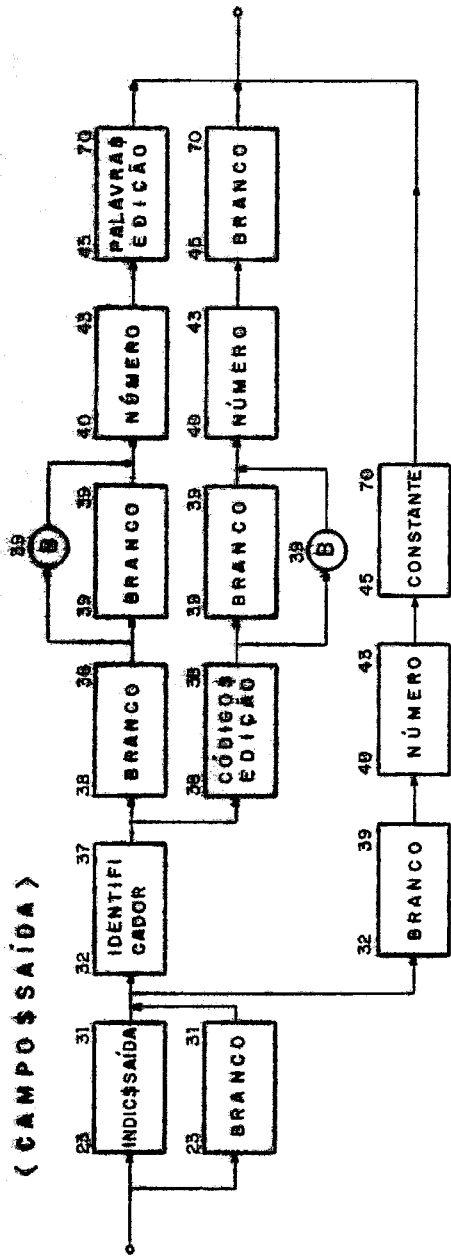 (CAMPO$SAÍDA)
23 31
INDIC$SAÍDA
23 31
BRANCO
32 37
IDENTIFI
CADOR
38 38
BRANCO
39
B
39 39
BRANCO
40 43
NÚMERO
45 70
PALAVRA$
EDIÇÃO
38 38
CÓDIGO$
EDIÇÃO
39 39
BRANCO
39
B
40 43
NÚMERO
45 70
BRANCO
32 39
BRANCO
40 43
NÚMERO
45 70
CONSTANTE